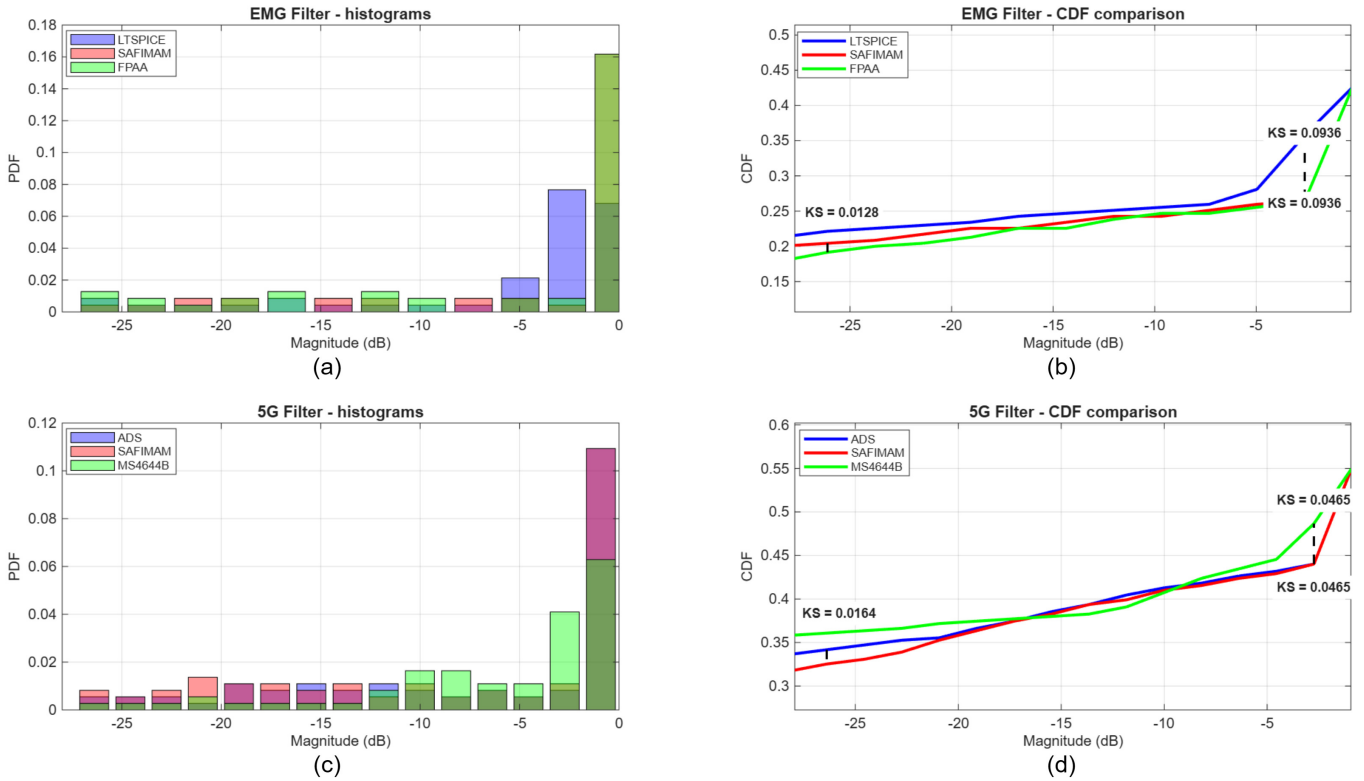 EMG Filter - histograms
0.18
0.16
0.14
0.12
0.1
0.08
0.06
0.04
0.02
0
PDF
LTSPICE
SAFIMAM
FPAA
-25
-20
-15
-10
-5
0
Magnitude (dB)
(a)
EMG Filter - CDF comparison
0.5
0.45
0.4
0.35
0.3
0.25
0.2
0.15
CDF
LTSPICE
SAFIMAM
FPAA
KS = 0.0936
KS = 0.0128
KS = 0.0936
-25
-20
-15
-10
-5
Magnitude (dB)
(b)
5G Filter - histograms
0.12
0.1
0.08
0.06
0.04
0.02
0
PDF
ADS
SAFIMAM
MS4644B
-25
-20
-15
-10
-5
0
Magnitude (dB)
(c)
5G Filter - CDF comparison
0.6
0.55
0.5
0.45
0.4
0.35
0.3
CDF
ADS
SAFIMAM
MS4644B
KS = 0.0465
KS = 0.0465
KS = 0.0164
-25
-20
-15
-10
-5
Magnitude (dB)
(d)